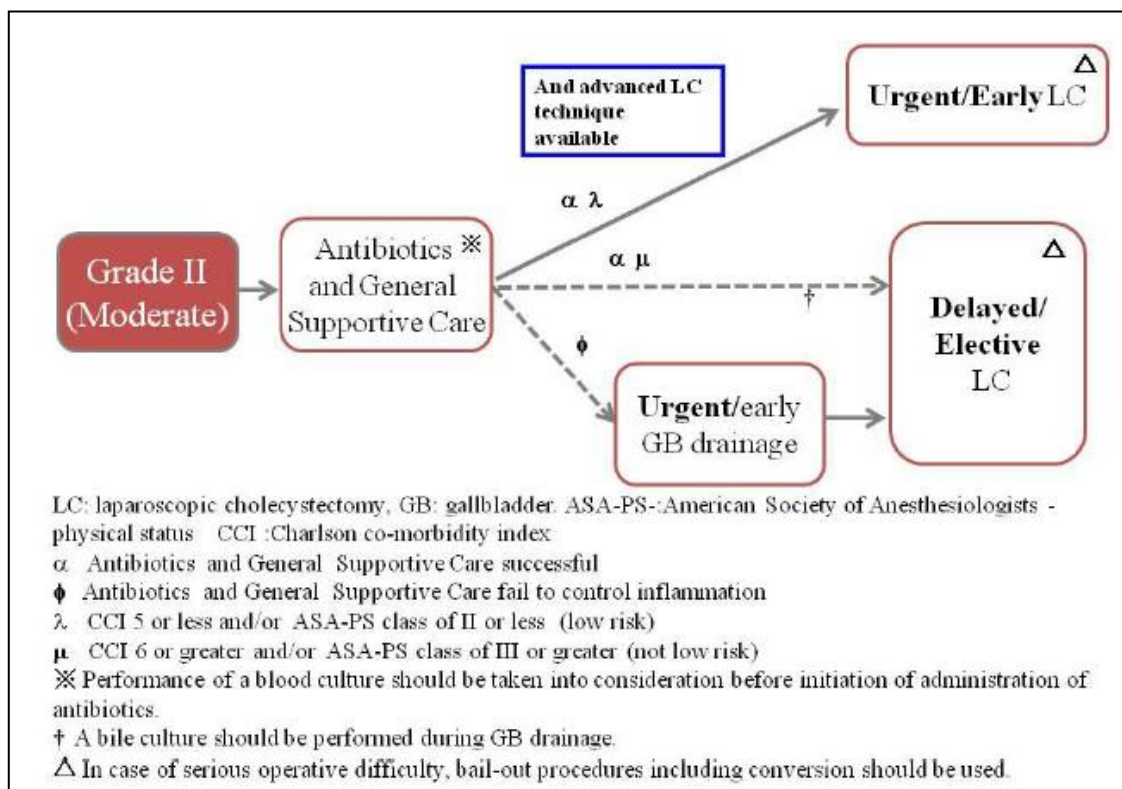 And advanced LC
technique
available
△
Urgent/Early LC
α λ
Grade II
(Moderate)
Antibiotics ※
and General
Supportive Care
α μ
†
△
Delayed/
Elective
LC
ϕ
Urgent/early
GB drainage
LC: laparoscopic cholecystectomy, GB: gallbladder. ASA-PS-:American Society of Anesthesiologists -
physical status CCI :Charlson co-morbidity index
α Antibiotics and General Supportive Care successful
ϕ Antibiotics and General Supportive Care fail to control inflammation
λ CCI 5 or less and/or ASA-PS class of II or less (low risk)
μ CCI 6 or greater and/or ASA-PS class of III or greater (not low risk)
※ Performance of a blood culture should be taken into consideration before initiation of administration of
antibiotics.
† A bile culture should be performed during GB drainage.
△ In case of serious operative difficulty, bail-out procedures including conversion should be used.